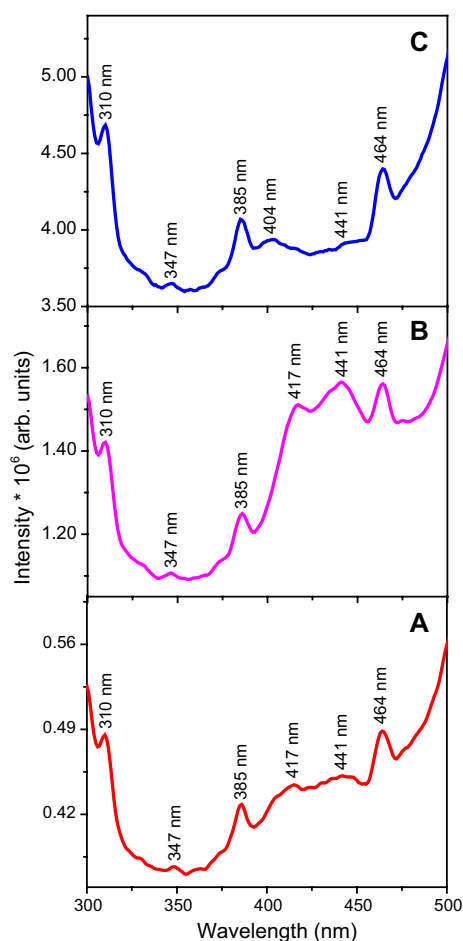 C
5.00
4.50
4.00
3.50
310 nm
347 nm
385 nm
404 nm
441 nm
464 nm
B
1.60
1.40
1.20
310 nm
347 nm
385 nm
417 nm
441 nm
464 nm
Intensity * 10⁶ (arb. units)
A
0.56
0.49
0.42
310 nm
347 nm
385 nm
417 nm
441 nm
464 nm
300 350 400 450 500
Wavelength (nm)